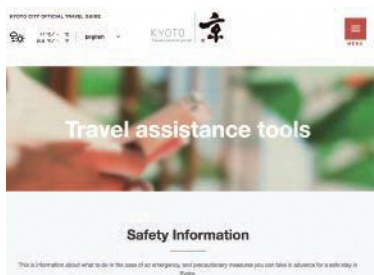 KYOTO CITY OFFICIAL TRAVEL GUIDE
English
KYOTO
京
MENU
Travel assistance tools
Safety Information
This is information about what to do in the case of an emergency, and precautionary measures you can take in advance for a safe stay in
Kyoto.